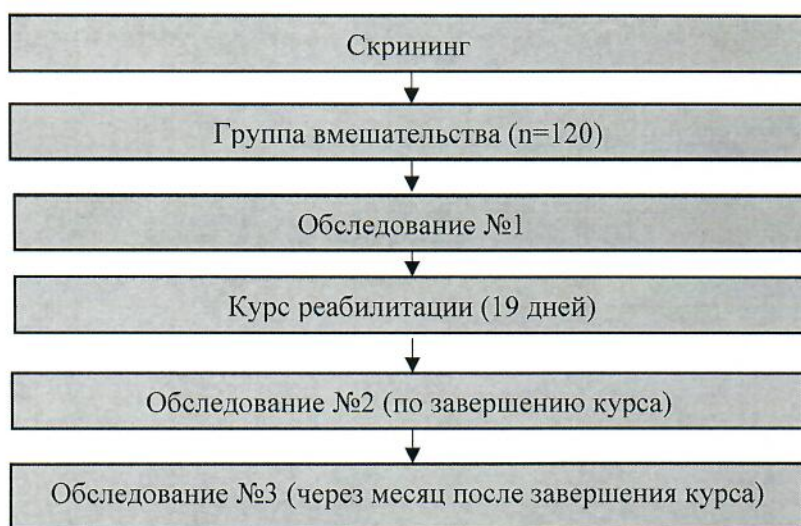 Скрининг
Группа вмешательства (n=120)
Обследование №1
Курс реабилитации (19 дней)
Обследование №2 (по завершению курса)
Обследование №3 (через месяц после завершения курса)